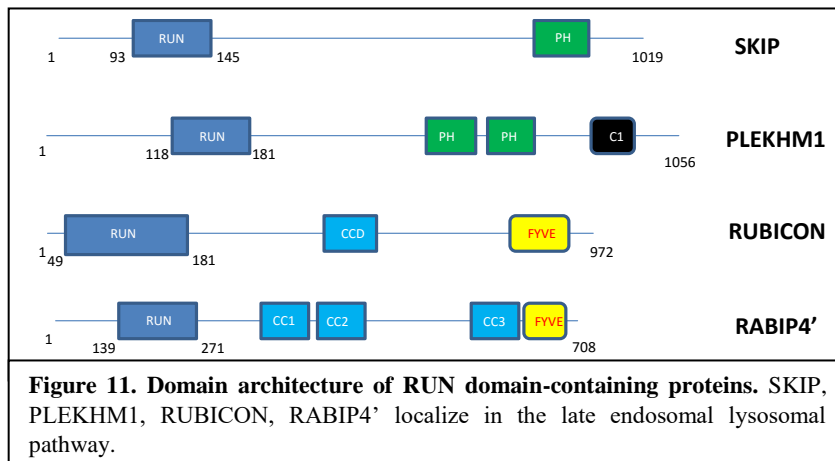 RUN PH
1 93 145 1019 SKIP
RUN PH PH C1
1 118 181 1056 PLEKHM1
RUN CCD FYVE
1 49 181 972 RUBICON
RUN CC1 CC2 CC3 FYVE
1 139 271 708 RABIP4’
Figure 11. Domain architecture of RUN domain-containing proteins. SKIP,
PLEKHM1, RUBICON, RABIP4’ localize in the late endosomal lysosomal
pathway.